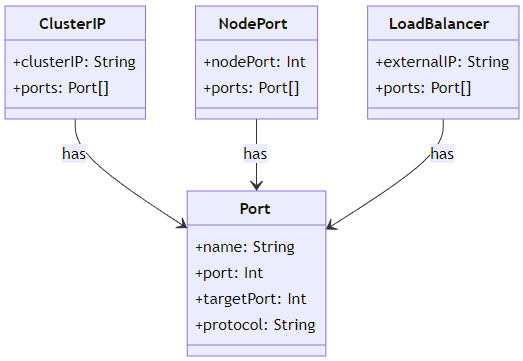 ClusterIP
+clusterIP: String
+ports: Port[]
NodePort
+nodePort: Int
+ports: Port[]
LoadBalancer
+externalIP: String
+ports: Port[]
has
has
has
Port
+name: String
+port: Int
+targetPort: Int
+protocol: String